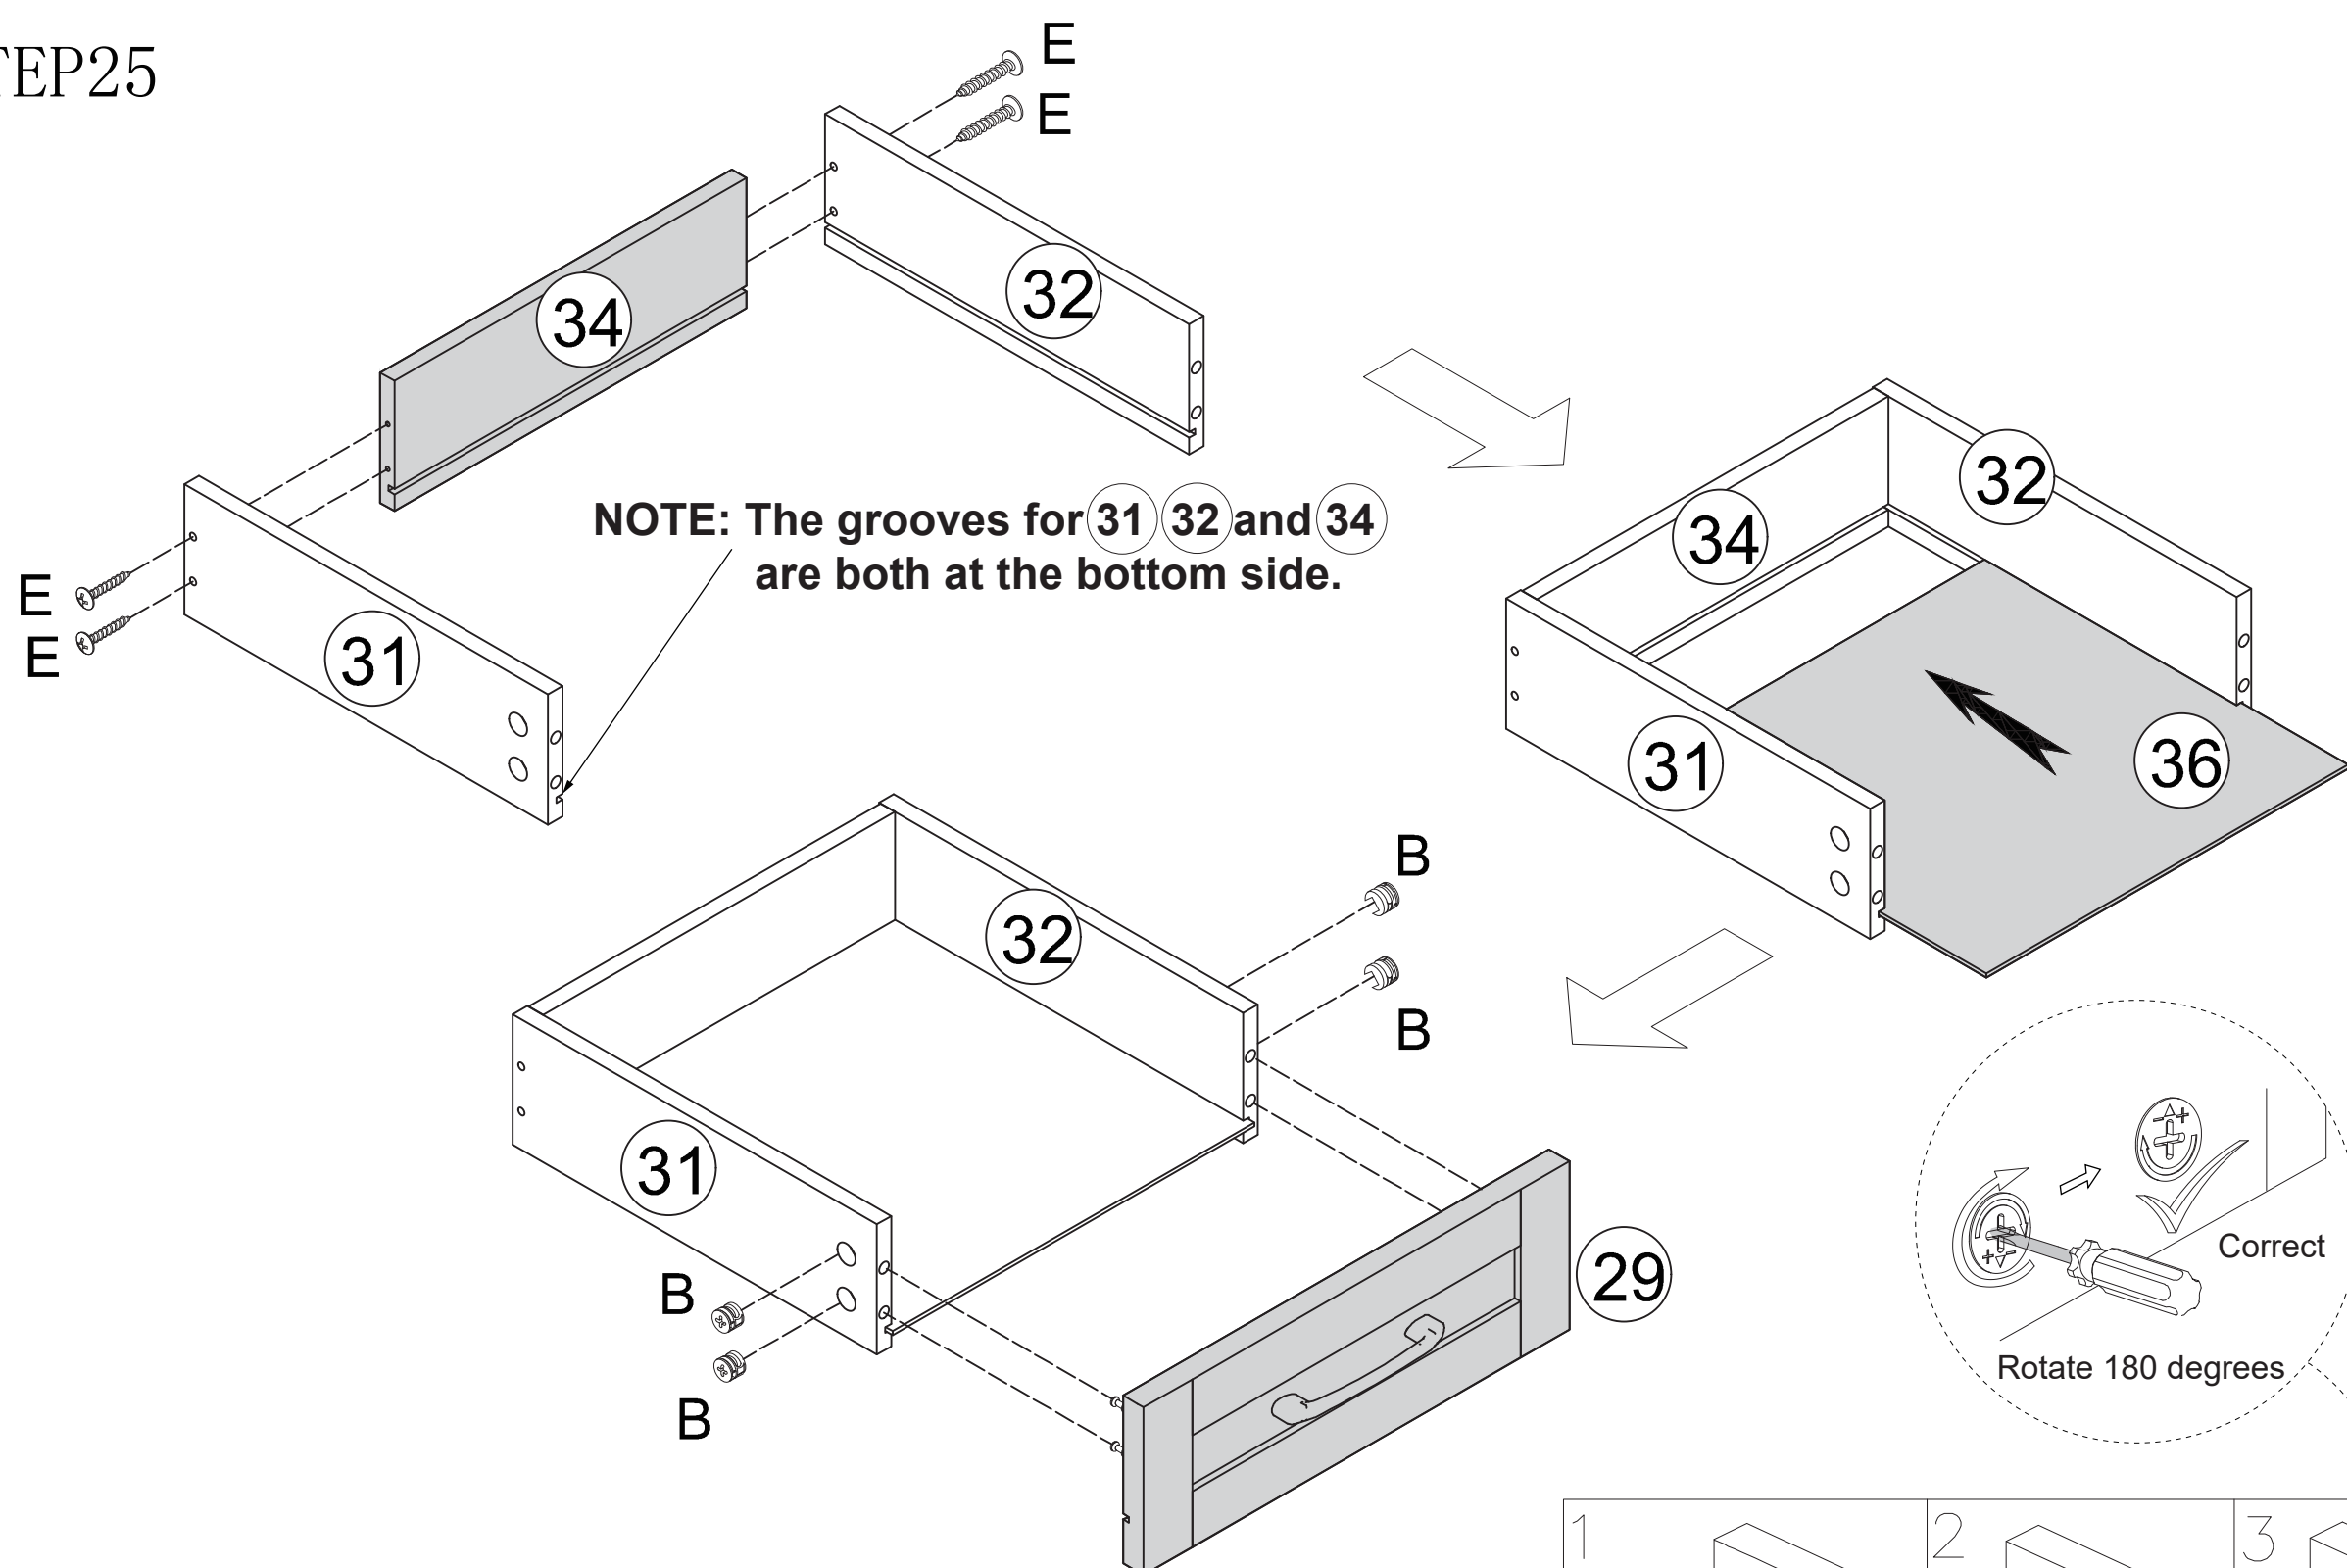 TEP25
E
E
34
32
NOTE: The grooves for 31 32 and 34
are both at the bottom side.
E
E
31
34
32
31
36
32
B
B
31
B
B
29
Correct
Rotate 180 degrees
1 2 3